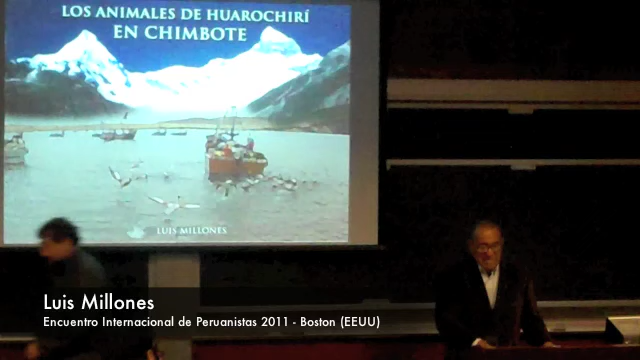 LOS ANIMALES DE HUAROCHIRÍ
EN CHIMBOTE
LUIS MILLONES
Luis Millones
Encuentro Internacional de Peruanistas 2011 - Boston (EEUU)